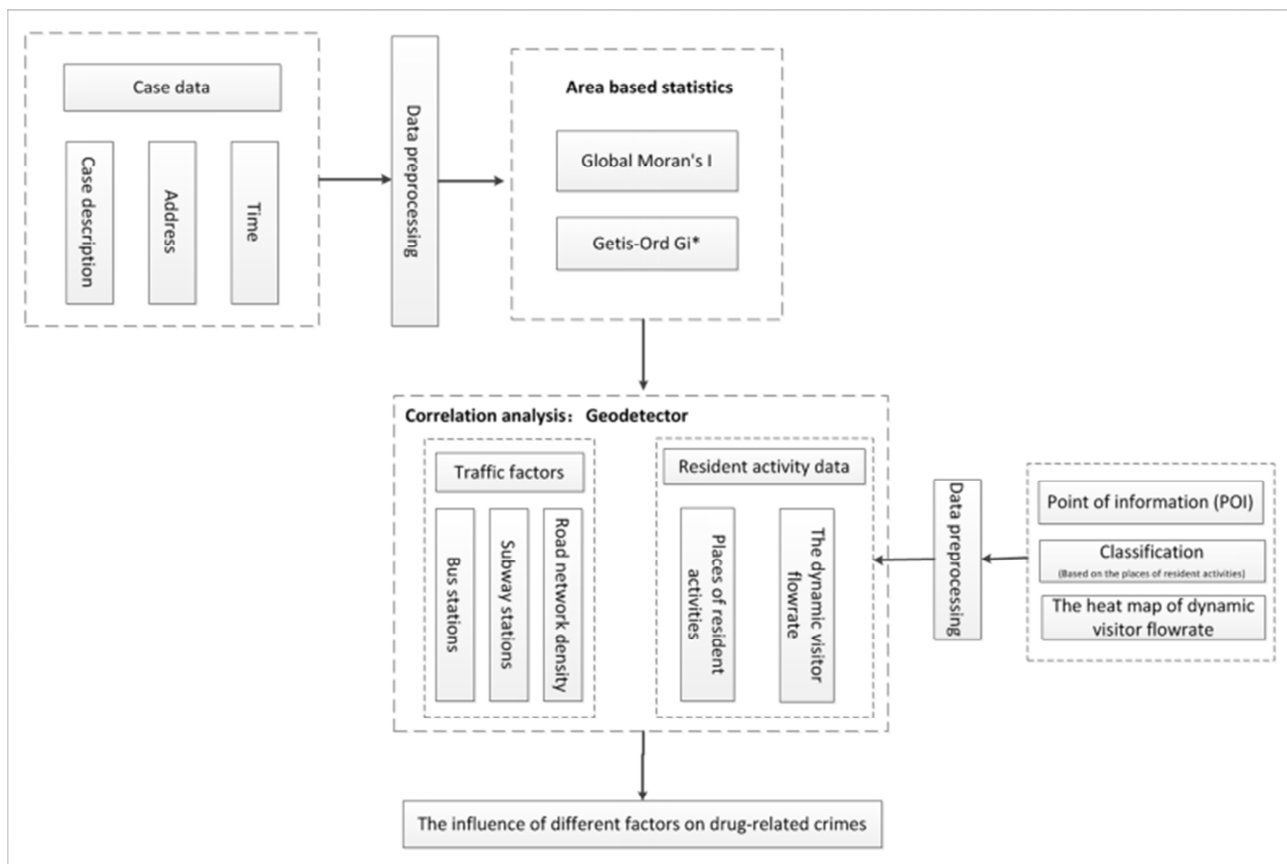 Case data
Case description
Address
Time
Data preprocessing
Area based statistics
Global Moran's I
Getis-Ord Gi*
Correlation analysis: Geodetector
Traffic factors
Bus stations
Subway stations
Road network density
Resident activity data
Places of resident
activities
The dynamic visitor
flowrate
Data preprocessing
Point of information (POI)
Classification
(Based on the places of resident activities)
The heat map of dynamic
visitor flowrate
The influence of different factors on drug-related crimes